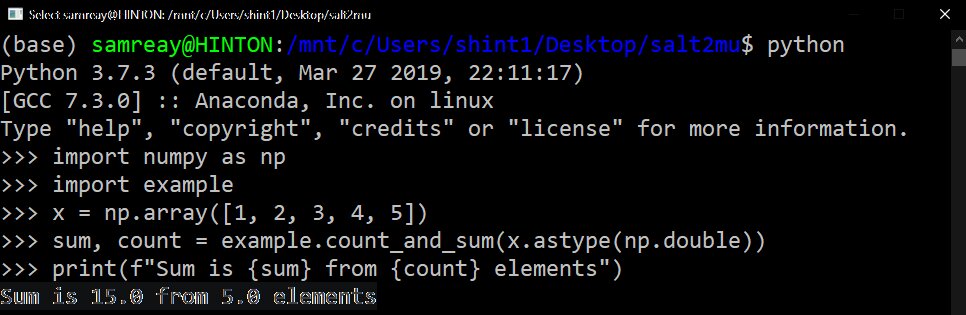 Select samreay@HINTON: /mnt/c/Users/shint1/Desktop/salt2mu
(base) samreay@HINTON:/mnt/c/Users/shint1/Desktop/salt2mu$ python
Python 3.7.3 (default, Mar 27 2019, 22:11:17)
[GCC 7.3.0] :: Anaconda, Inc. on linux
Type "help", "copyright", "credits" or "license" for more information.
>>> import numpy as np
>>> import example
>>> x = np.array([1, 2, 3, 4, 5])
>>> sum, count = example.count_and_sum(x.astype(np.double))
>>> print(f"Sum is {sum} from {count} elements")
Sum is 15.0 from 5.0 elements